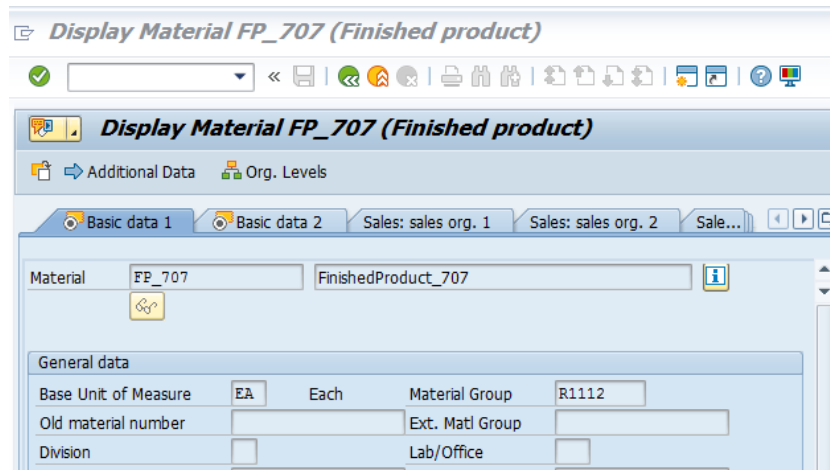 Display Material FP_707 (Finished product)
Display Material FP_707 (Finished product)
Additional Data Org. Levels
Basic data 1 Basic data 2 Sales: sales org. 1 Sales: sales org. 2 Sale...
Material FP_707 FinishedProduct_707
General data
Base Unit of Measure EA Each Material Group R1112
Old material number Ext. Matl Group
Division Lab/Office